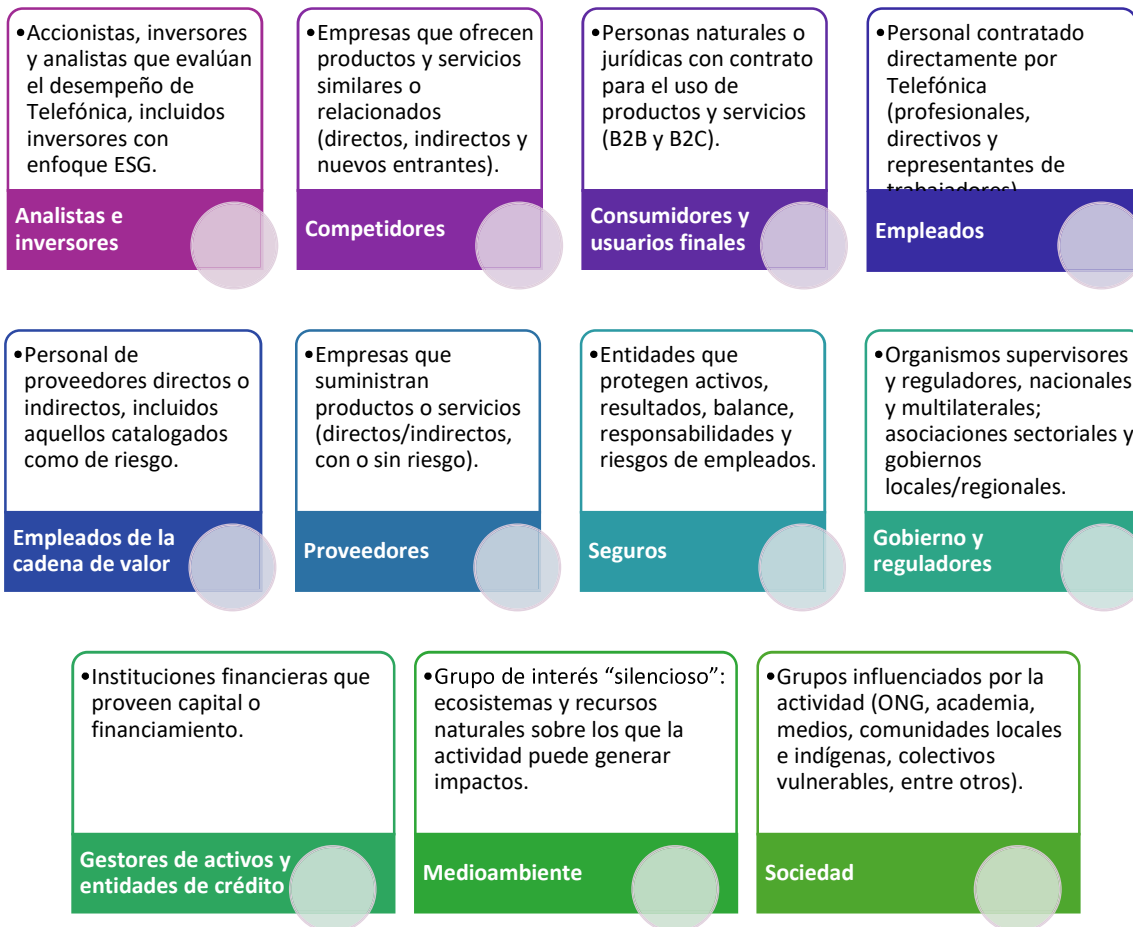 •Accionistas, inversores
y analistas que evalúan
el desempeño de
Telefónica, incluidos
inversores con
enfoque ESG.
Analistas e
inversores
•Empresas que ofrecen
productos y servicios
similares o
relacionados
(directos, indirectos y
nuevos entrantes).
Competidores
•Personas naturales o
jurídicas con contrato
para el uso de
productos y servicios
(B2B y B2C).
Consumidores y
usuarios finales
•Personal contratado
directamente por
Telefónica
(profesionales,
directivos y
representantes de
trabajadores)
Empleados
•Personal de
proveedores directos o
indirectos, incluidos
aquellos catalogados
como de riesgo.
Empleados de la
cadena de valor
•Empresas que
suministran
productos o servicios
(directos/indirectos,
con o sin riesgo).
Proveedores
•Entidades que
protegen activos,
resultados, balance,
responsabilidades y
riesgos de empleados.
Seguros
•Organismos supervisores
y reguladores, nacionales
y multilaterales;
asociaciones sectoriales y
gobiernos
locales/regionales.
Gobierno y
reguladores
•Instituciones financieras que
proveen capital o
financiamiento.
Gestores de activos y
entidades de crédito
•Grupo de interés “silencioso”:
ecosistemas y recursos
naturales sobre los que la
actividad puede generar
impactos.
Medioambiente
•Grupos influenciados por la
actividad (ONG, academia,
medios, comunidades locales
e indígenas, colectivos
vulnerables, entre otros).
Sociedad